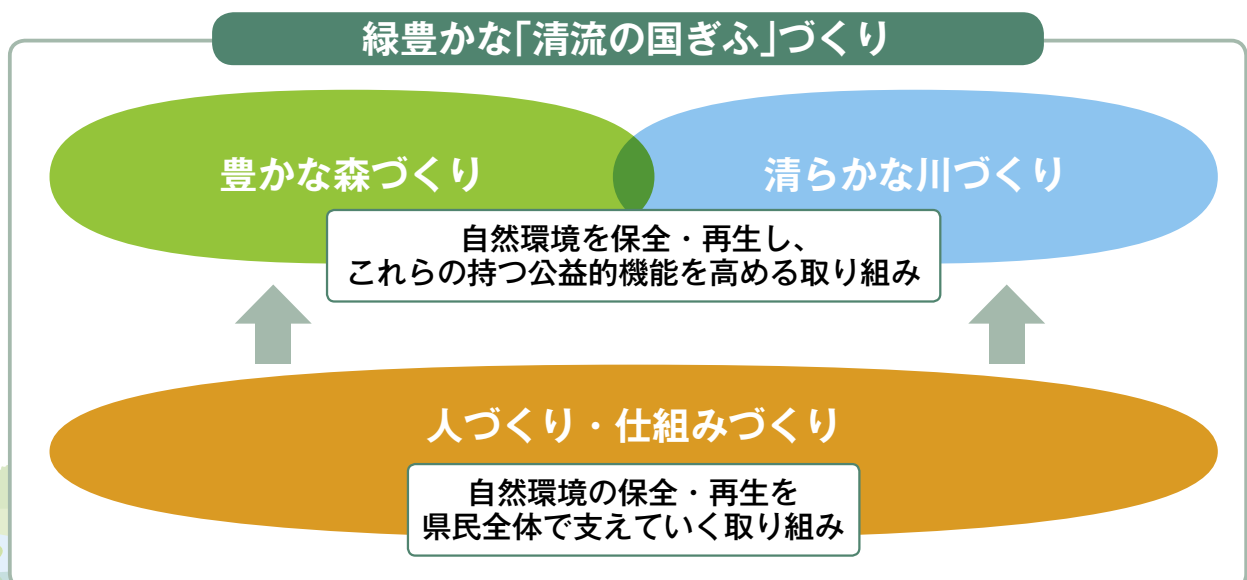 緑豊かな「清流の国ぎふ」づくり
豊かな森づくり
清らかな川づくり
自然環境を保全・再生し、
これらの持つ公益的機能を高める取り組み
人づくり・仕組みづくり
自然環境の保全・再生を
県民全体で支えていく取り組み